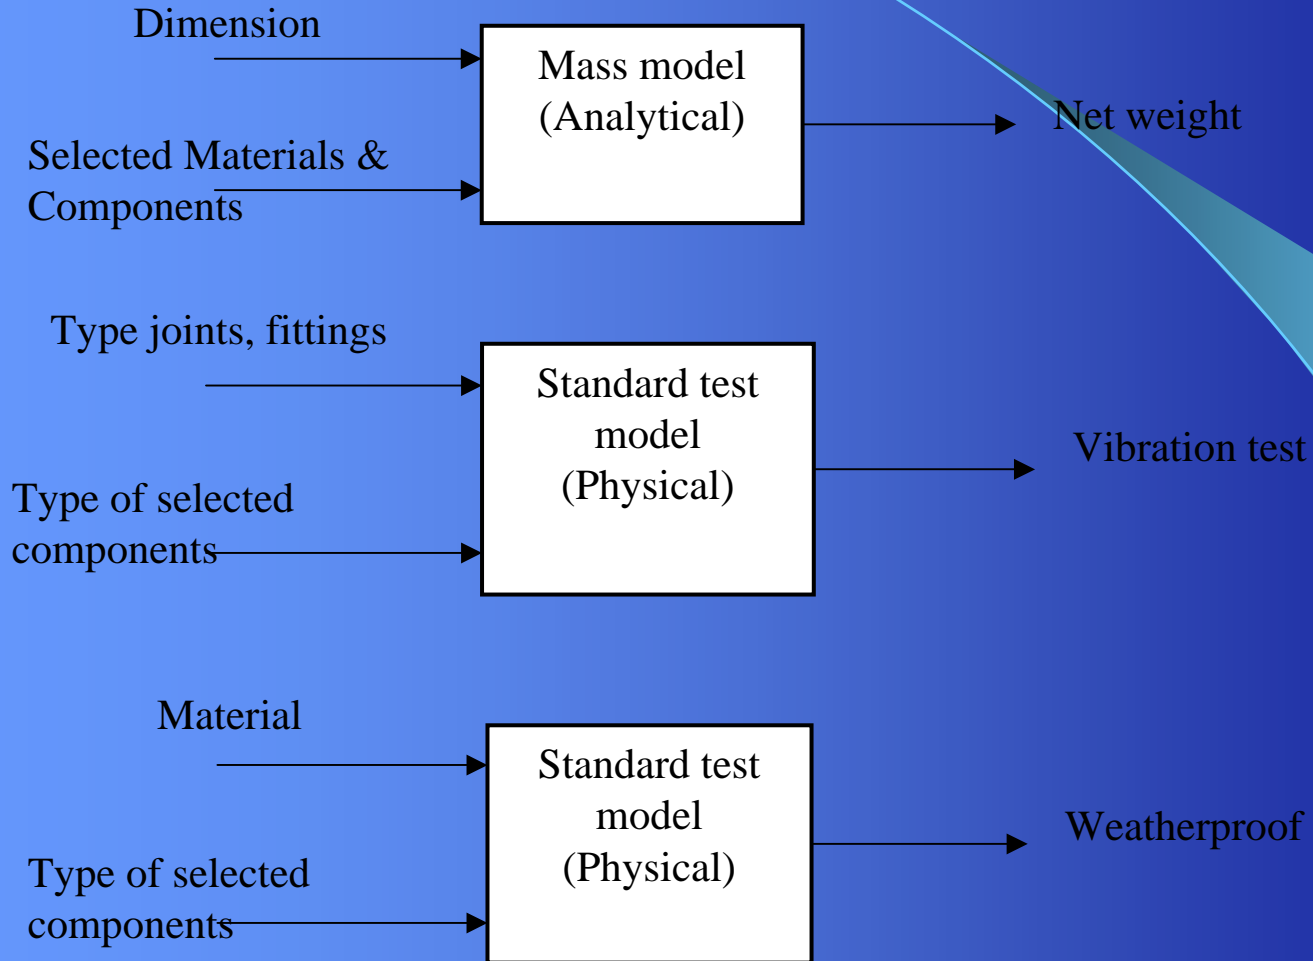 Dimension
Mass model
(Analytical)
Net weight
Selected Materials &
Components
Type joints, fittings
Standard test
model
(Physical)
Vibration test
Type of selected
components
Material
Standard test
model
(Physical)
Weatherproof
Type of selected
components